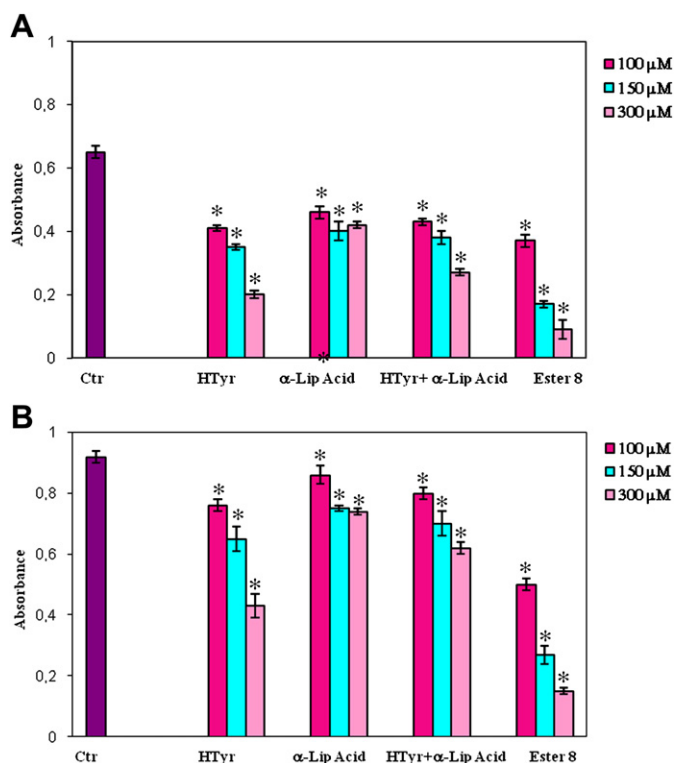 A
1
0,8
0,6
0,4
0,2
0
Absorbance
* * *
* * *
* * *
* * *
*
Ctr HTyr α-Lip Acid HTyr+ α-Lip Acid Ester 8
100 µM
150 µM
300 µM
B
1
0,8
0,6
0,4
0,2
0
Absorbance
* * *
* * *
* * *
* * *
Ctr HTyr α-Lip Acid HTyr+α-Lip Acid Ester 8
100 µM
150 µM
300 µM